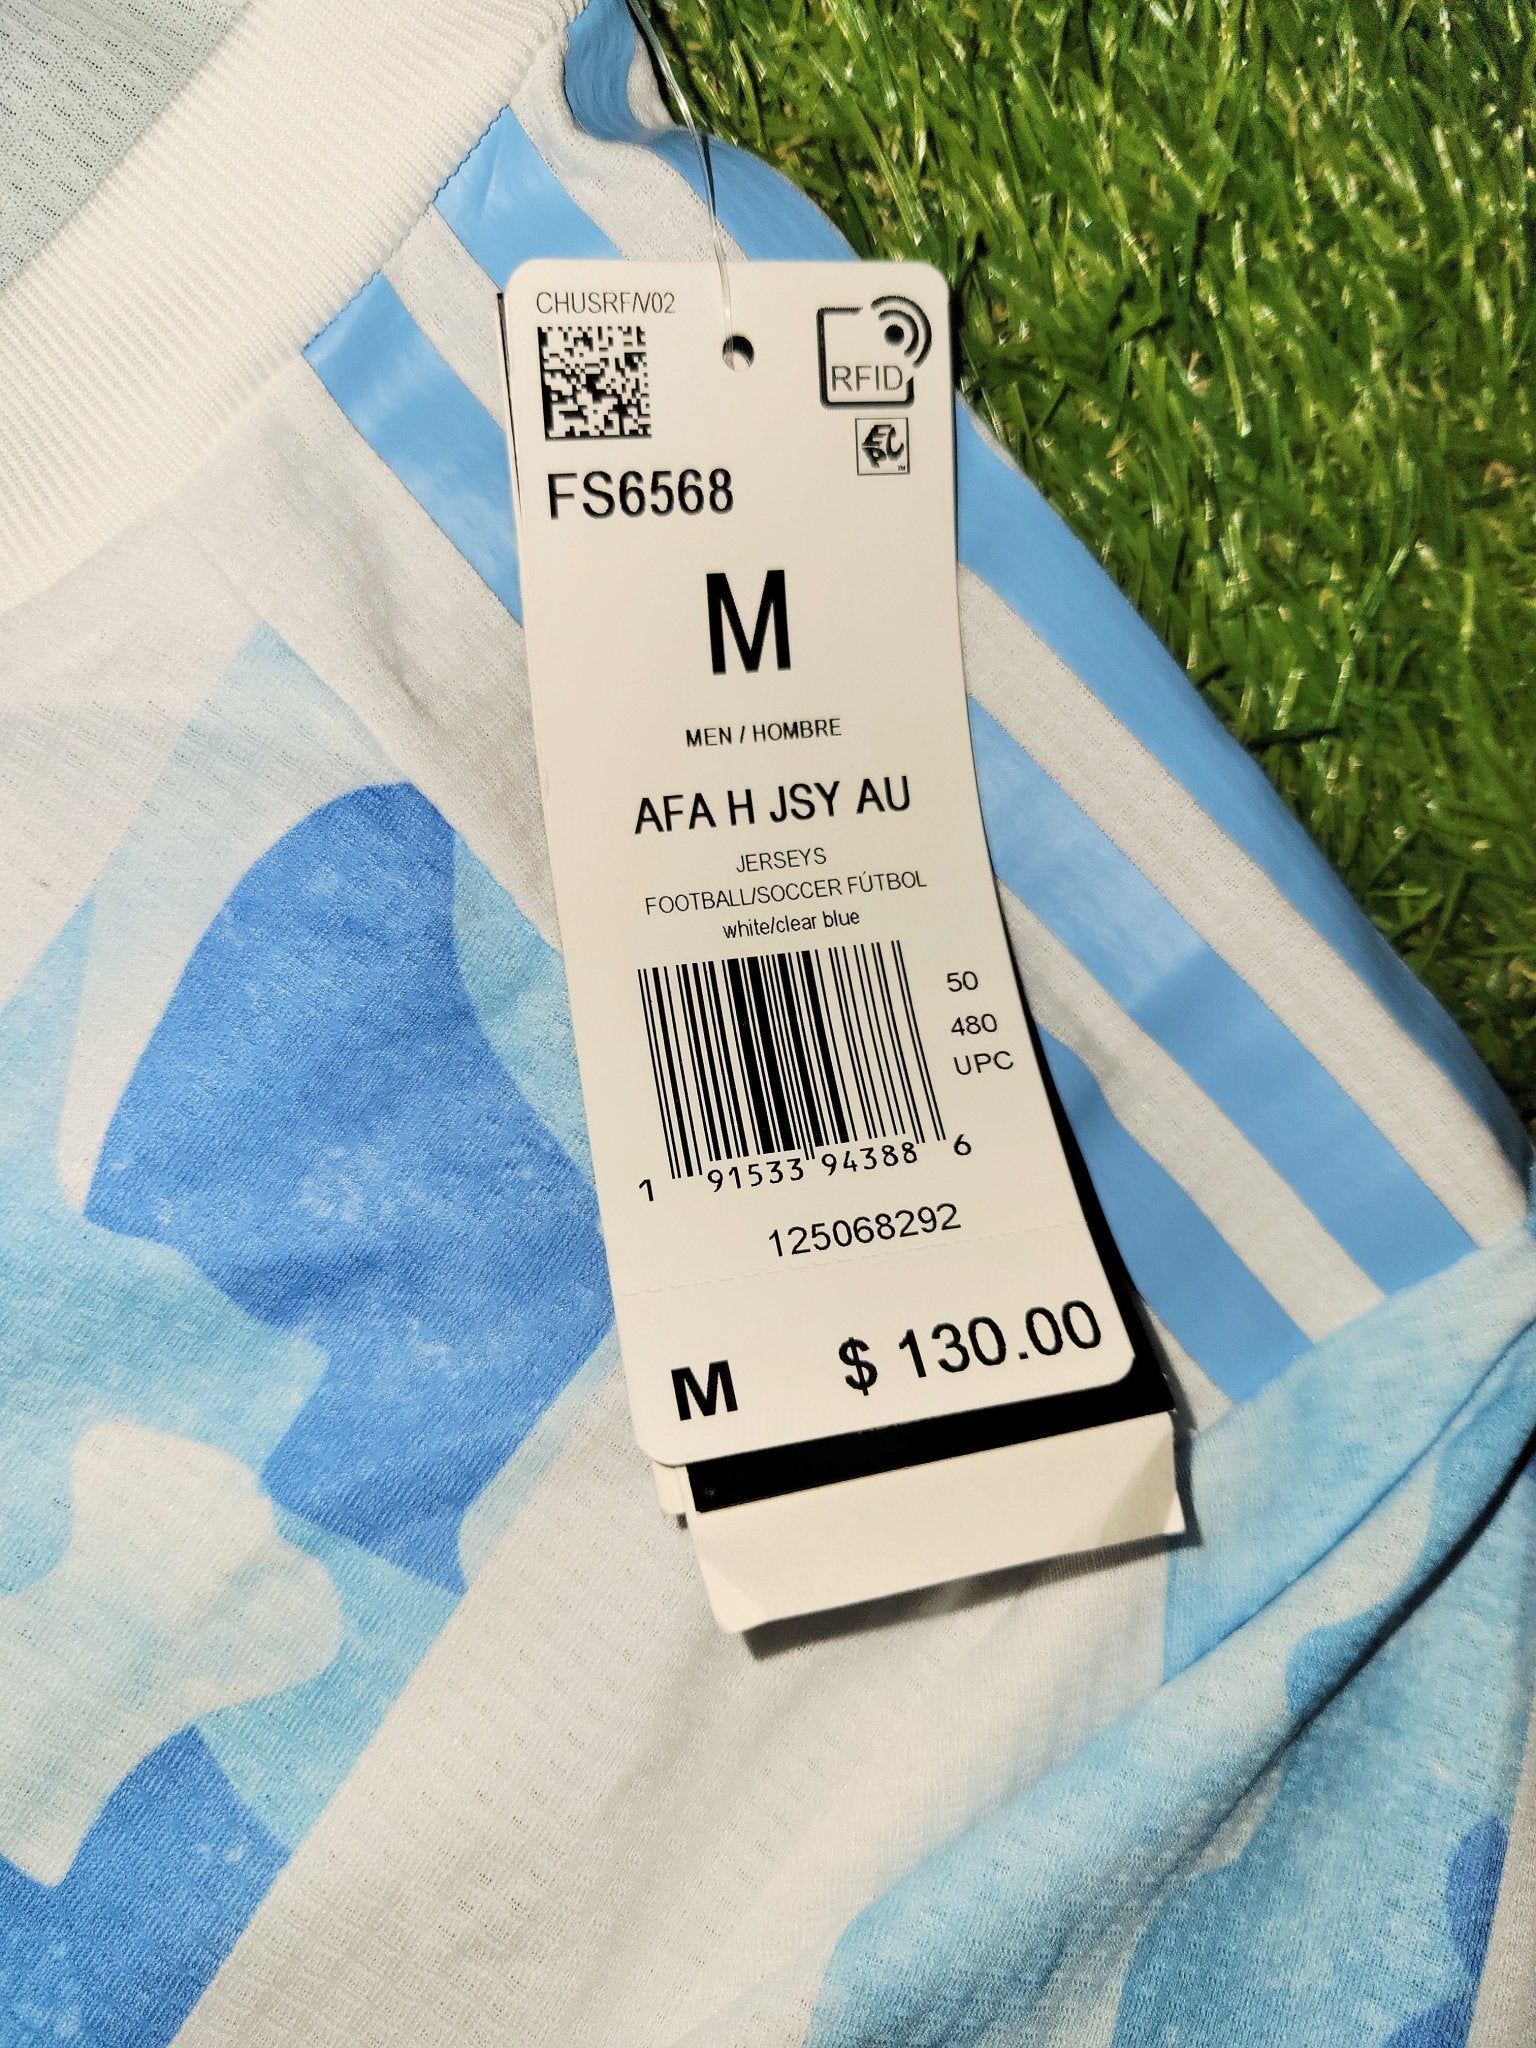 CHUSRFN02
RFID
EPC
FS6568
M
MEN / HOMBRE
AFA H JSY AU
JERSEYS
FOOTBALL/SOCCER FÚTBOL
white/clear blue
50
480
UPC
1 91533 94388 6
125068292
M $ 130.00